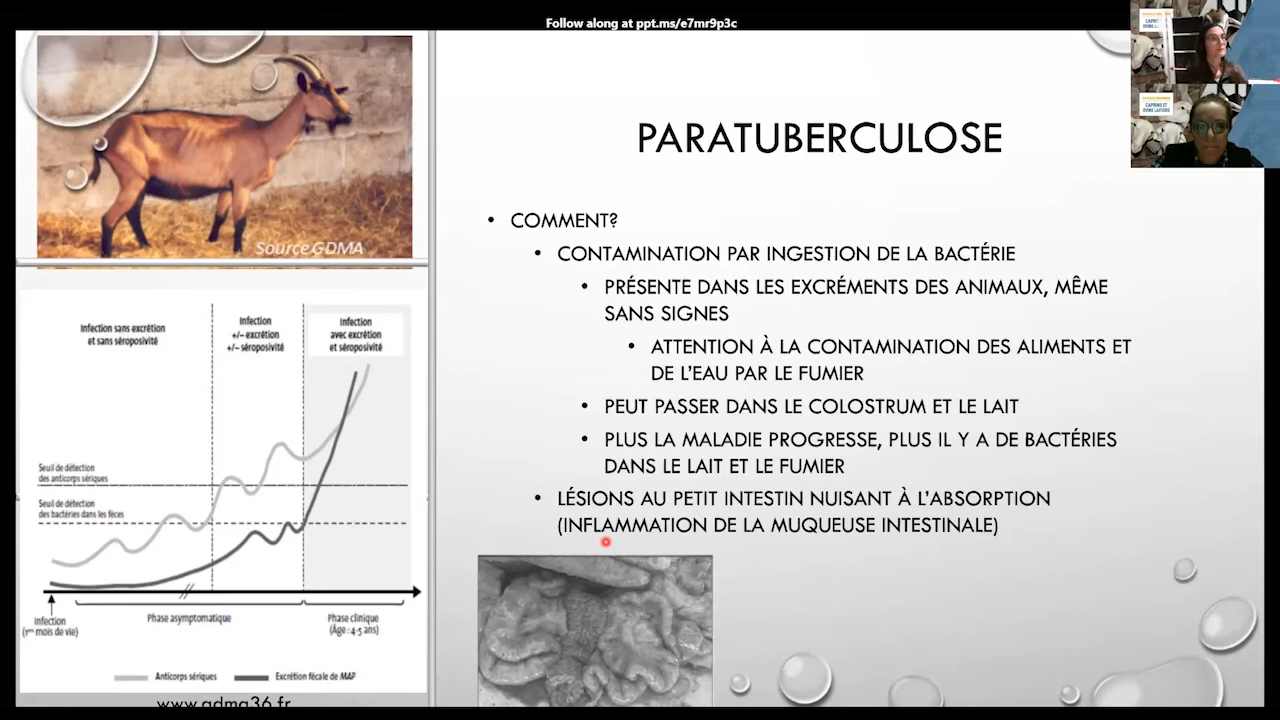 Follow along at ppt.ms/e7mr9p3c
Source GDMA
PARATUBERCULOSE
• COMMENT?
• CONTAMINATION PAR INGESTION DE LA BACTÉRIE
• PRÉSENTE DANS LES EXCRÉMENTS DES ANIMAUX, MÊME
SANS SIGNES
• ATTENTION À LA CONTAMINATION DES ALIMENTS ET
DE L'EAU PAR LE FUMIER
• PEUT PASSER DANS LE COLOSTRUM ET LE LAIT
• PLUS LA MALADIE PROGRESSE, PLUS IL Y A DE BACTÉRIES
DANS LE LAIT ET LE FUMIER
• LÉSIONS AU PETIT INTESTIN NUISANT À L'ABSORPTION
(INFLAMMATION DE LA MUQUEUSE INTESTINALE)
Infection sans excrétion
et sans séropositivité
Infection
+/– excrétion
+/– séropositivité
Infection
avec excrétion
et séropositivité
Seuil de détection
des anticorps sériques
Seuil de détection
des bactéries dans les fèces
Infection
mois de vie)
Phase asymptomatique
Phase clinique
(Âge : 4-5 ans)
Anticorps sériques
Excrétion fécale de MAP
www.gdma36.fr
CAPRINS ET
OVINS LAITIERS